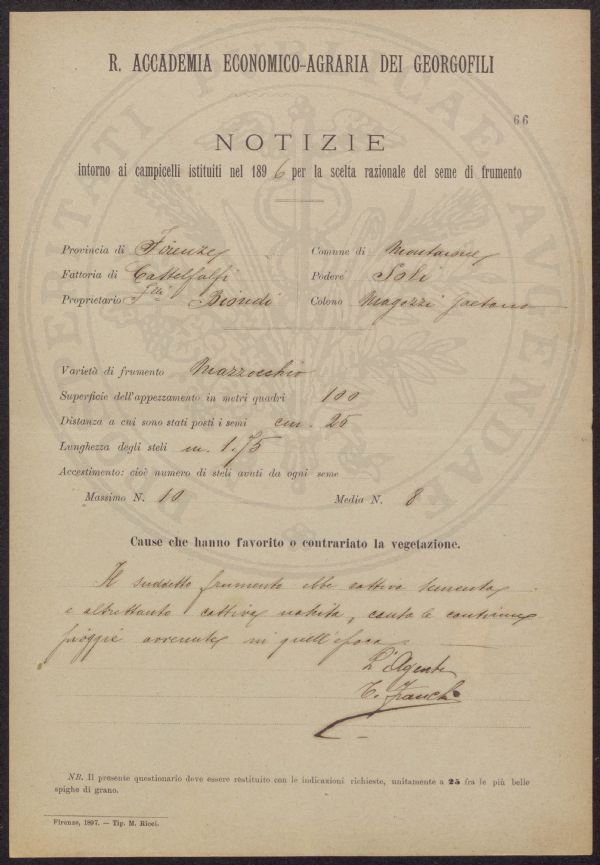 R. ACCADEMIA ECONOMICO-AGRARIA DEI GEORGOFILI
66
NOTIZIE
intorno ai campicelli istituiti nel 1896 per la scelta razionale del seme di frumento
Provincia di Firenze Comune di Montaione
Fattoria di Castelfalfi Podere Soli
Proprietario F.lli Biondi Colono Magozzi Gaetano
Varietà di frumento Mazzocchio
Superficie dell'appezzamento in metri quadri 100
Distanza a cui sono stati posti i semi cm. 25
Lunghezza degli steli m. 1.75
Accestimento: cioè numero di steli avuti da ogni seme
Massimo N. 10 Media N. 8
Cause che hanno favorito o contrariato la vegetazione.
Il suddetto frumento ebbe cattiva sementa
e altrettanto cattiva nascita, causa le continue
pioggie avvenute in quell'epoca
L'Agente
C. Franchi
NB. Il presente questionario deve essere restituito con le indicazioni richieste, unitamente a 25 fra le più belle
spighe di grano.
Firenze, 1897. — Tip. M. Ricci.